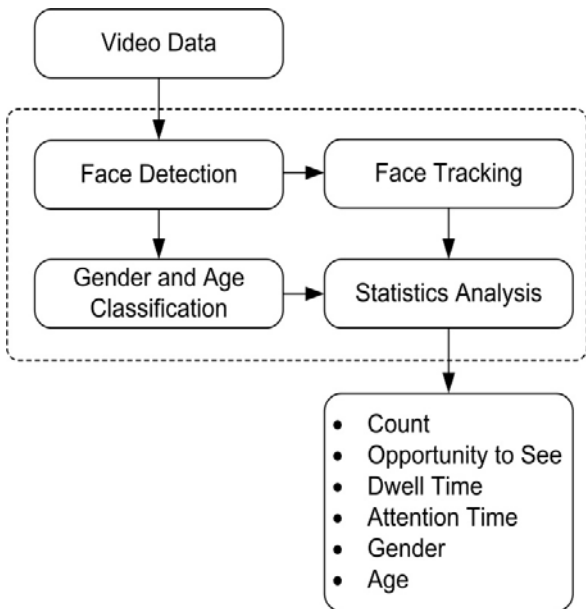 Video Data
Face Detection
Face Tracking
Gender and Age
Classification
Statistics Analysis
• Count
• Opportunity to See
• Dwell Time
• Attention Time
• Gender
• Age